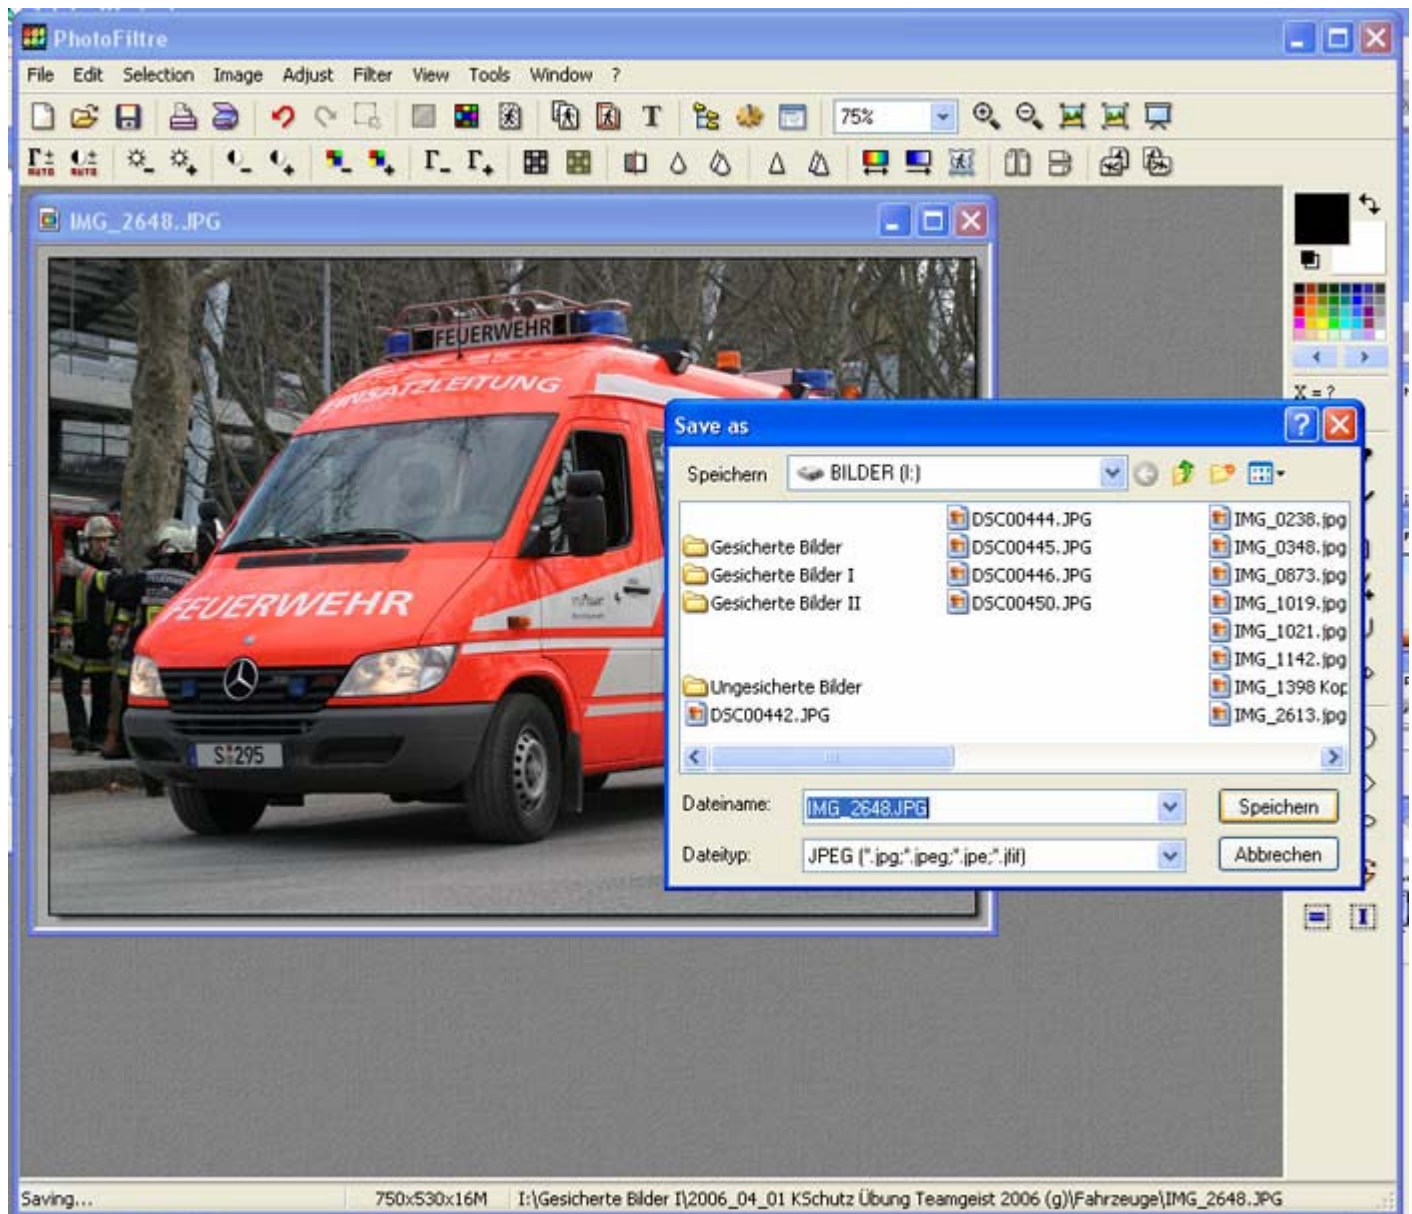 PhotoFiltre
File Edit Selection Image Adjust Filter View Tools Window ?
T 75%
AUTO AUTO
IMG_2648.JPG
FEUERWEHR
EINSATZLEITUNG
FEUERWEHR
S 295
X = ?
Save as
Speichern BILDER (I:)
DSC00444.JPG IMG_0238.jpg
Gesicherte Bilder DSC00445.JPG IMG_0348.jpg
Gesicherte Bilder I DSC00446.JPG IMG_0873.jpg
Gesicherte Bilder II DSC00450.JPG IMG_1019.jpg
IMG_1021.jpg
IMG_1142.jpg
Ungesicherte Bilder IMG_1398 Kop
DSC00442.JPG IMG_2613.jpg
Dateiname: IMG_2648.JPG Speichern
Dateityp: JPEG (*.jpg;*.jpeg;*.jpe;*.jfif) Abbrechen
Saving... 750x530x16M I:\Gesicherte Bilder I\2006_04_01 KSchutz Übung Teamgeist 2006 (g)\Fahrzeuge\IMG_2648.JPG